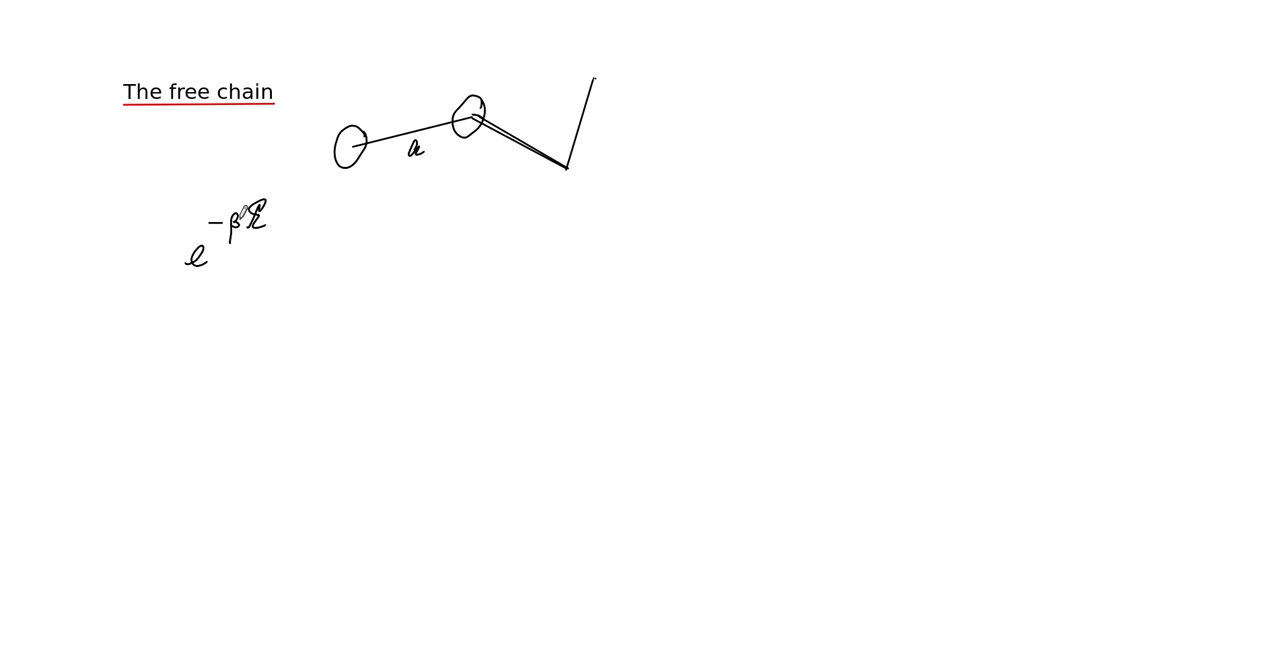 The free chain
a
e^{-βE}